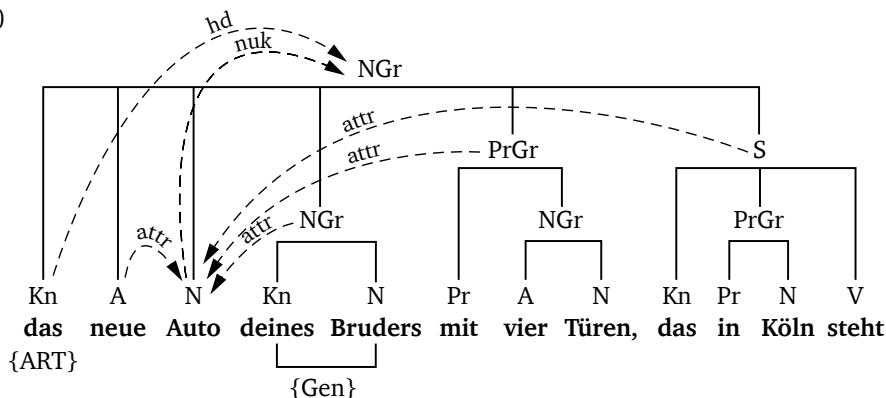 )
hd
nuk
NGr
attr
attr
PrGr
S
attr
attr
NGr
NGr
PrGr
Kn A N Kn N Pr A N Kn Pr N V
das neue Auto deines Bruders mit vier Türen, das in Köln steht
{ART}
{Gen}